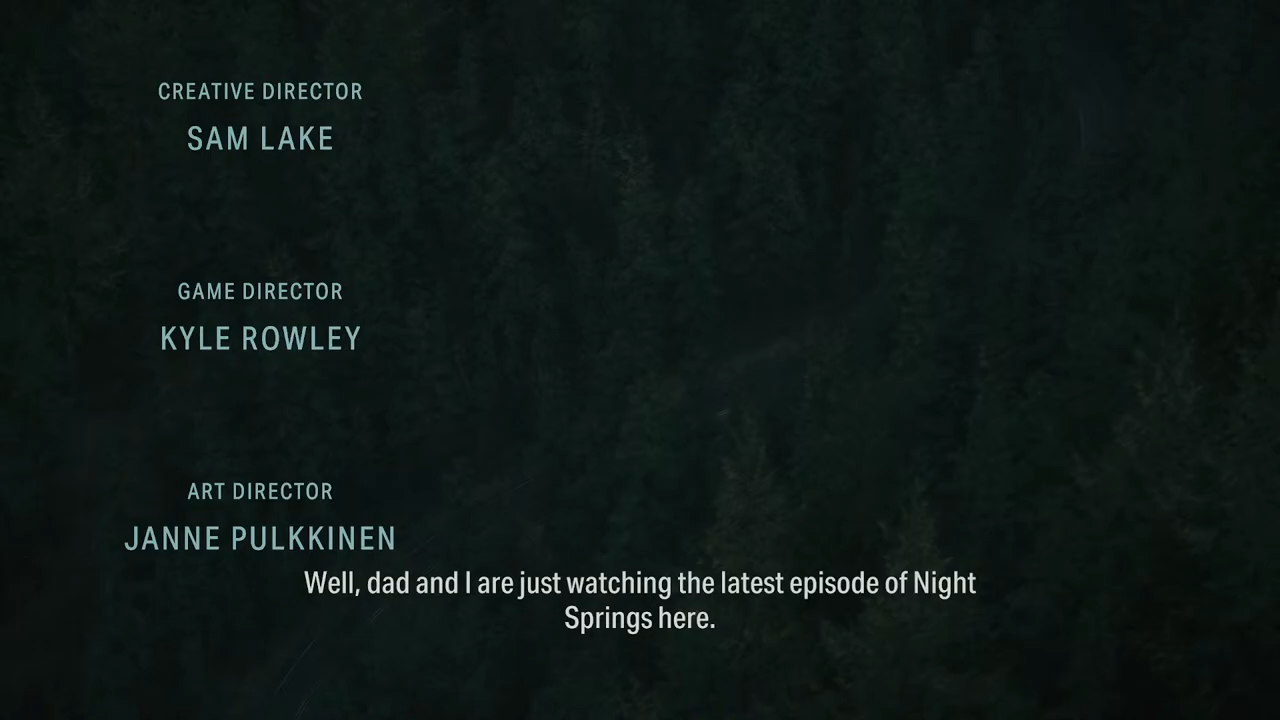 CREATIVE DIRECTOR
SAM LAKE
GAME DIRECTOR
KYLE ROWLEY
ART DIRECTOR
JANNE PULKKINEN
Well, dad and I are just watching the latest episode of Night
Springs here.